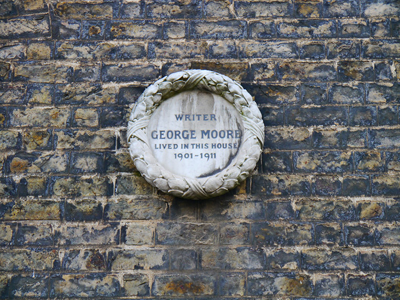 WRITER
GEORGE MOORE
LIVED IN THIS HOUSE
1901-1911